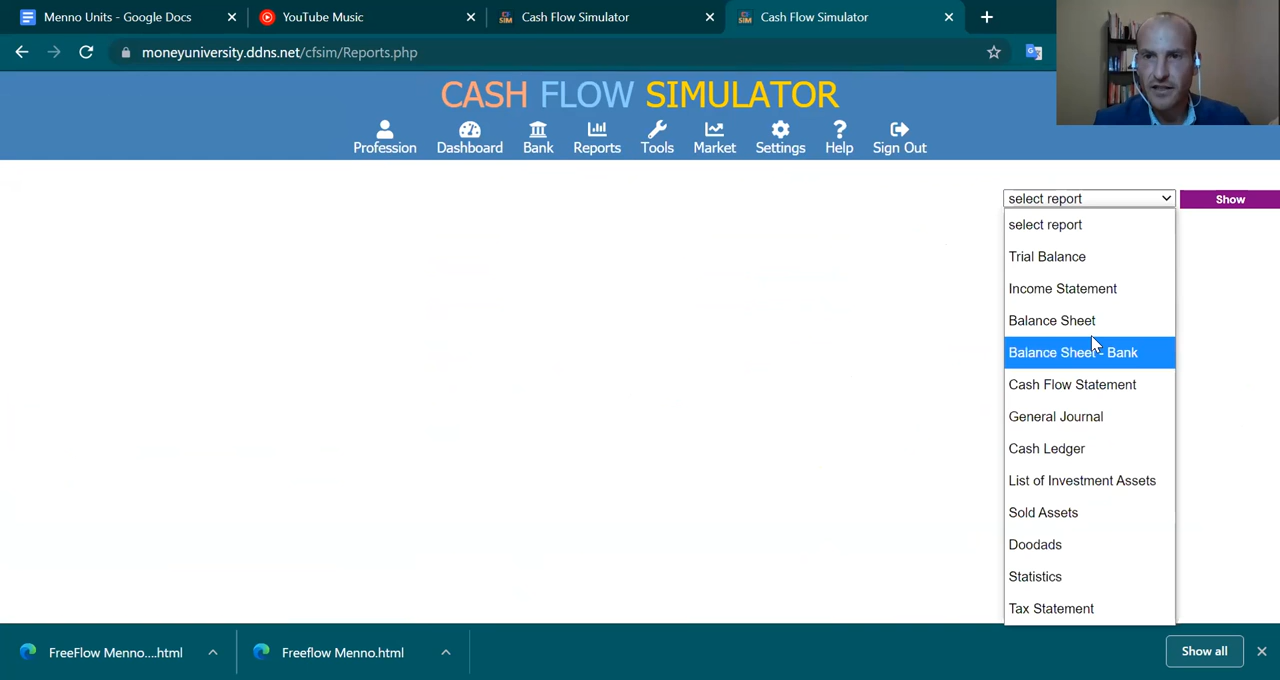 Menno Units - Google Docs
YouTube Music
Cash Flow Simulator
Cash Flow Simulator
moneyuniversity.ddns.net/cfsim/Reports.php
CASH FLOW SIMULATOR
Profession
Dashboard
Bank
Reports
Tools
Market
Settings
Help
Sign Out
select report
Show
select report
Trial Balance
Income Statement
Balance Sheet
Balance Sheet - Bank
Cash Flow Statement
General Journal
Cash Ledger
List of Investment Assets
Sold Assets
Doodads
Statistics
Tax Statement
FreeFlow Menno....html
Freeflow Menno.html
Show all